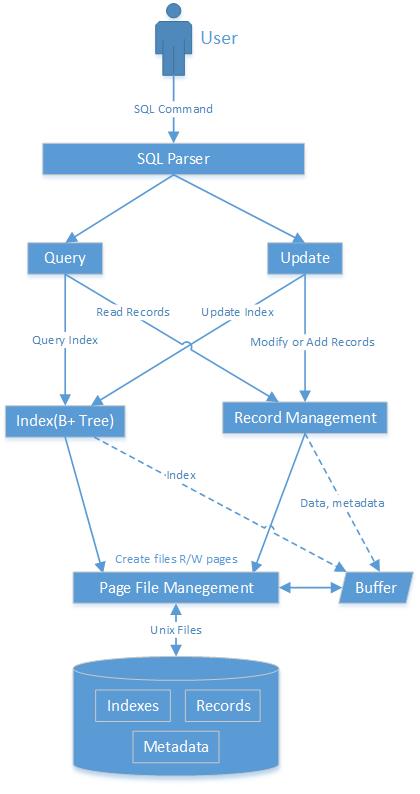 User
SQL Command
SQL Parser
Query
Update
Read Records
Update Index
Query Index
Modify or Add Records
Index(B+ Tree)
Record Management
Index
Data, metadata
Create files R/W pages
Page File Manegement
Buffer
Unix Files
Indexes
Records
Metadata